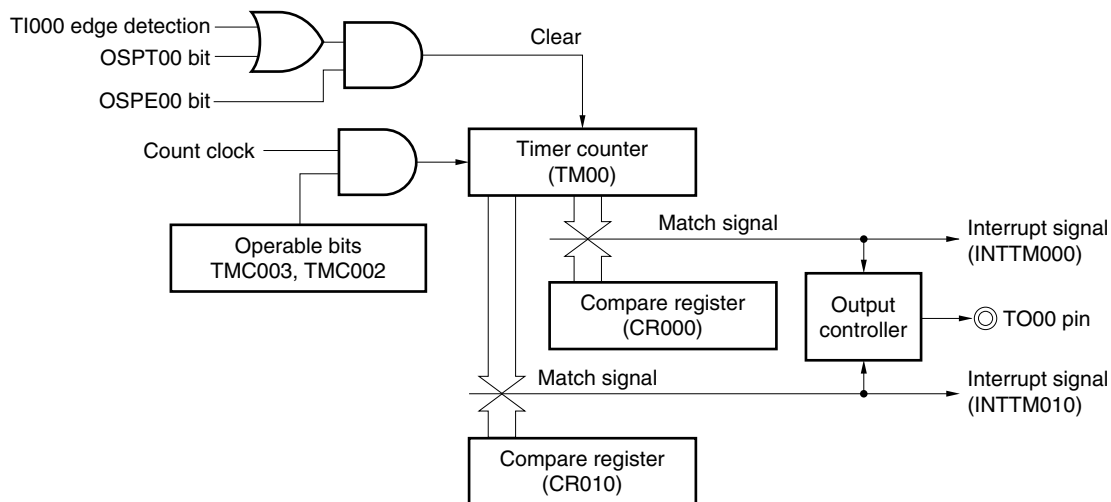 TI000 edge detection
OSPT00 bit
OSPE00 bit
Clear
Count clock
Timer counter
(TM00)
Operable bits
TMC003, TMC002
Match signal
Interrupt signal
(INTTM000)
Compare register
(CR000)
Output
controller
TO00 pin
Match signal
Interrupt signal
(INTTM010)
Compare register
(CR010)